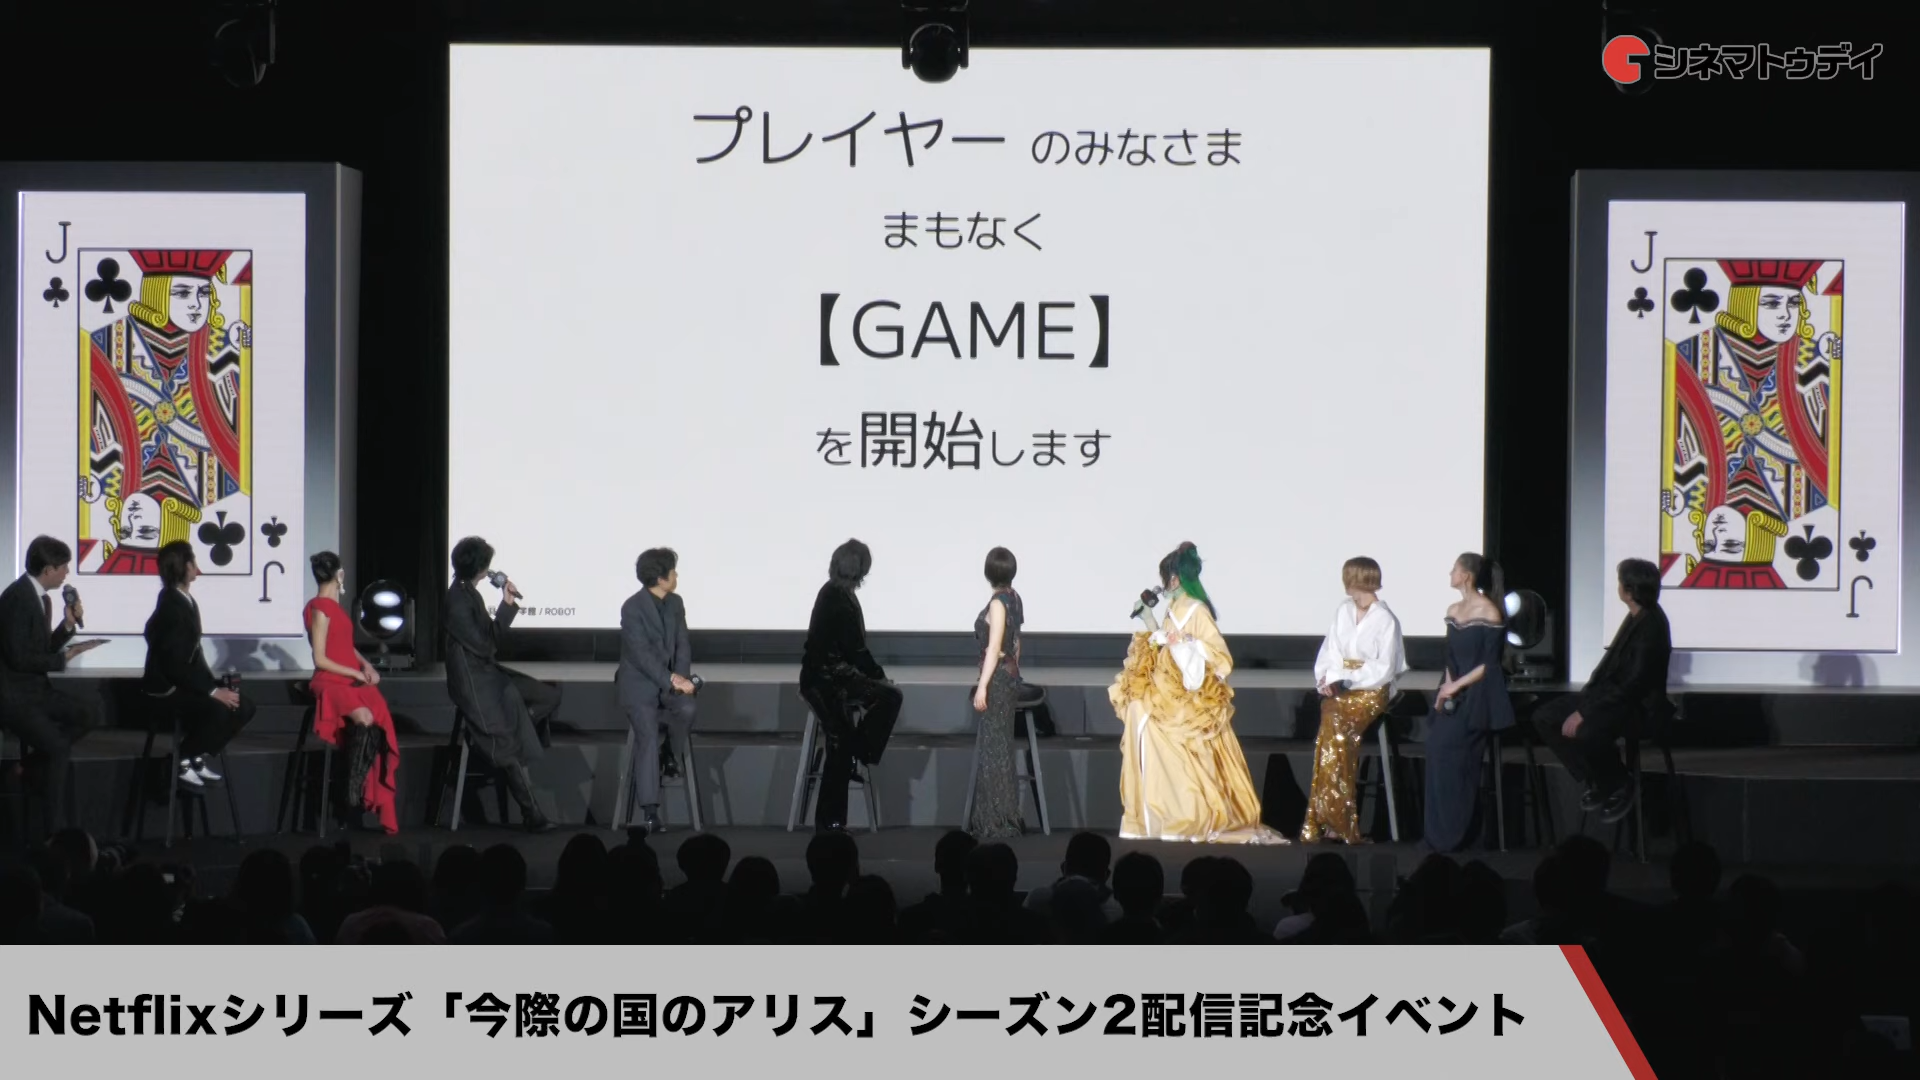 シネマトゥデイ
プレイヤー のみなさま
まもなく
【GAME】
を開始します
J
J
J
J
学館 / ROBOT
Netflixシリーズ「今際の国のアリス」シーズン2配信記念イベント